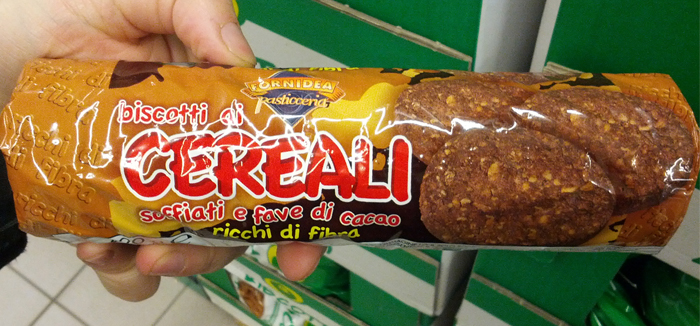 FORNIDEA
Pasticceria
biscotti di
CEREALI
soffiati e fave di cacao
ricchi di fibra